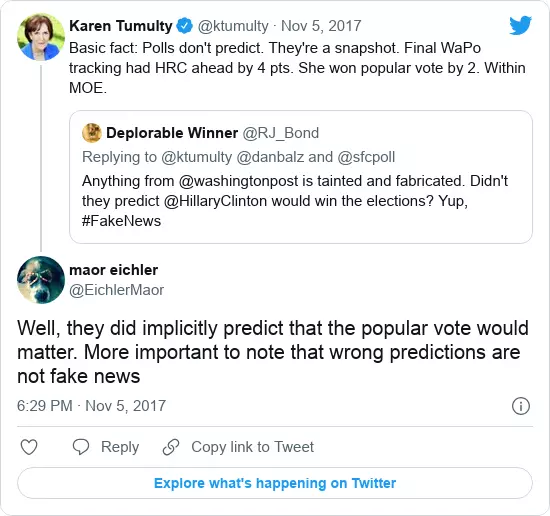 Karen Tumulty @ktumulty · Nov 5, 2017
Basic fact: Polls don't predict. They're a snapshot. Final WaPo
tracking had HRC ahead by 4 pts. She won popular vote by 2. Within
MOE.
Deplorable Winner @RJ_Bond
Replying to @ktumulty @danbalz and @sfcpoll
Anything from @washingtonpost is tainted and fabricated. Didn't
they predict @HillaryClinton would win the elections? Yup,
#FakeNews
maor eichler
@EichlerMaor
Well, they did implicitly predict that the popular vote would
matter. More important to note that wrong predictions are
not fake news
6:29 PM · Nov 5, 2017
Reply
Copy link to Tweet
Explore what's happening on Twitter